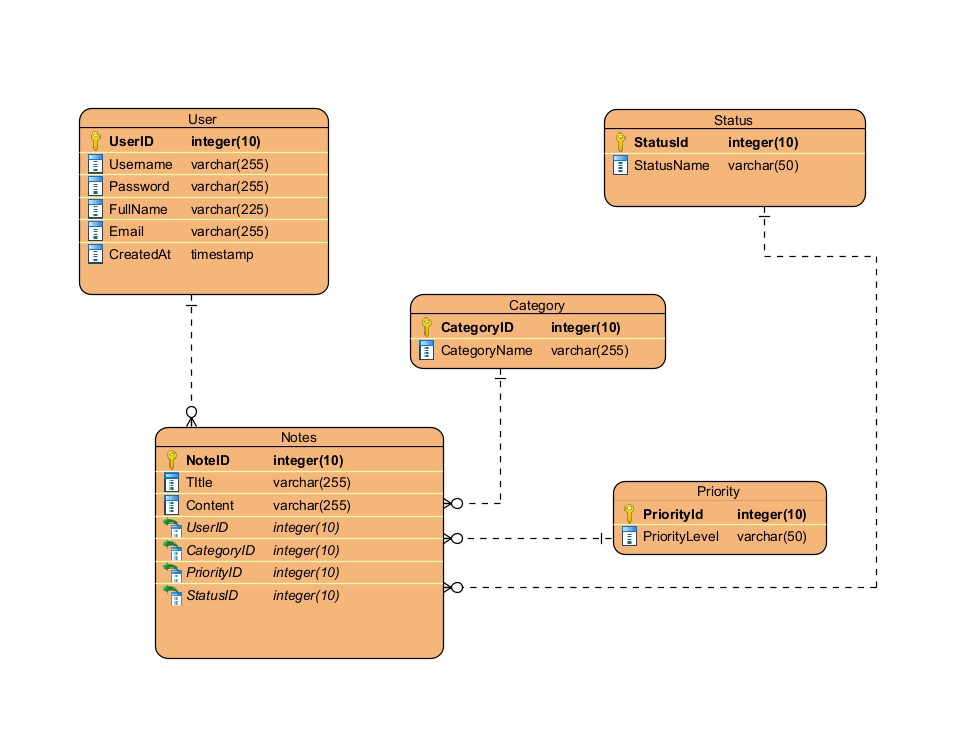 User
UserID integer(10)
Username varchar(255)
Password varchar(255)
FullName varchar(225)
Email varchar(255)
CreatedAt timestamp
Status
StatusId integer(10)
StatusName varchar(50)
Category
CategoryID integer(10)
CategoryName varchar(255)
Notes
NoteID integer(10)
TItle varchar(255)
Content varchar(255)
UserID integer(10)
CategoryID integer(10)
PriorityID integer(10)
StatusID integer(10)
Priority
PriorityId integer(10)
PriorityLevel varchar(50)